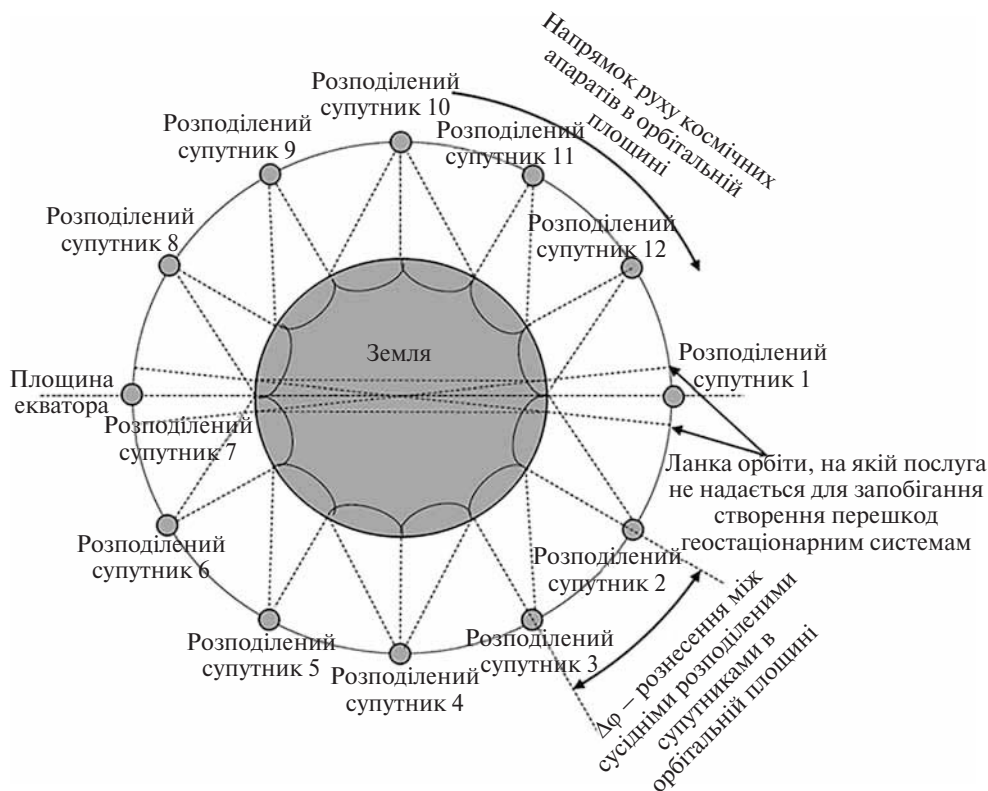 Напрямок руху космічних
апаратів в орбітальній
площині
Розподілений
супутник 10
Розподілений
супутник 9
Розподілений
супутник 11
Розподілений
супутник 8
Розподілений
супутник 12
Земля
Розподілений
супутник 1
Площина
екватора
Розподілений
супутник 7
Ланка орбіти, на якій послуга
не надається для запобігання
створення перешкод
геостаціонарним системам
Розподілений
супутник 6
Розподілений
супутник 2
Розподілений
супутник 5
Розподілений
супутник 4
Розподілений
супутник 3
Δφ – рознесення між
сусідніми розподіленими
супутниками в
орбітальній площині